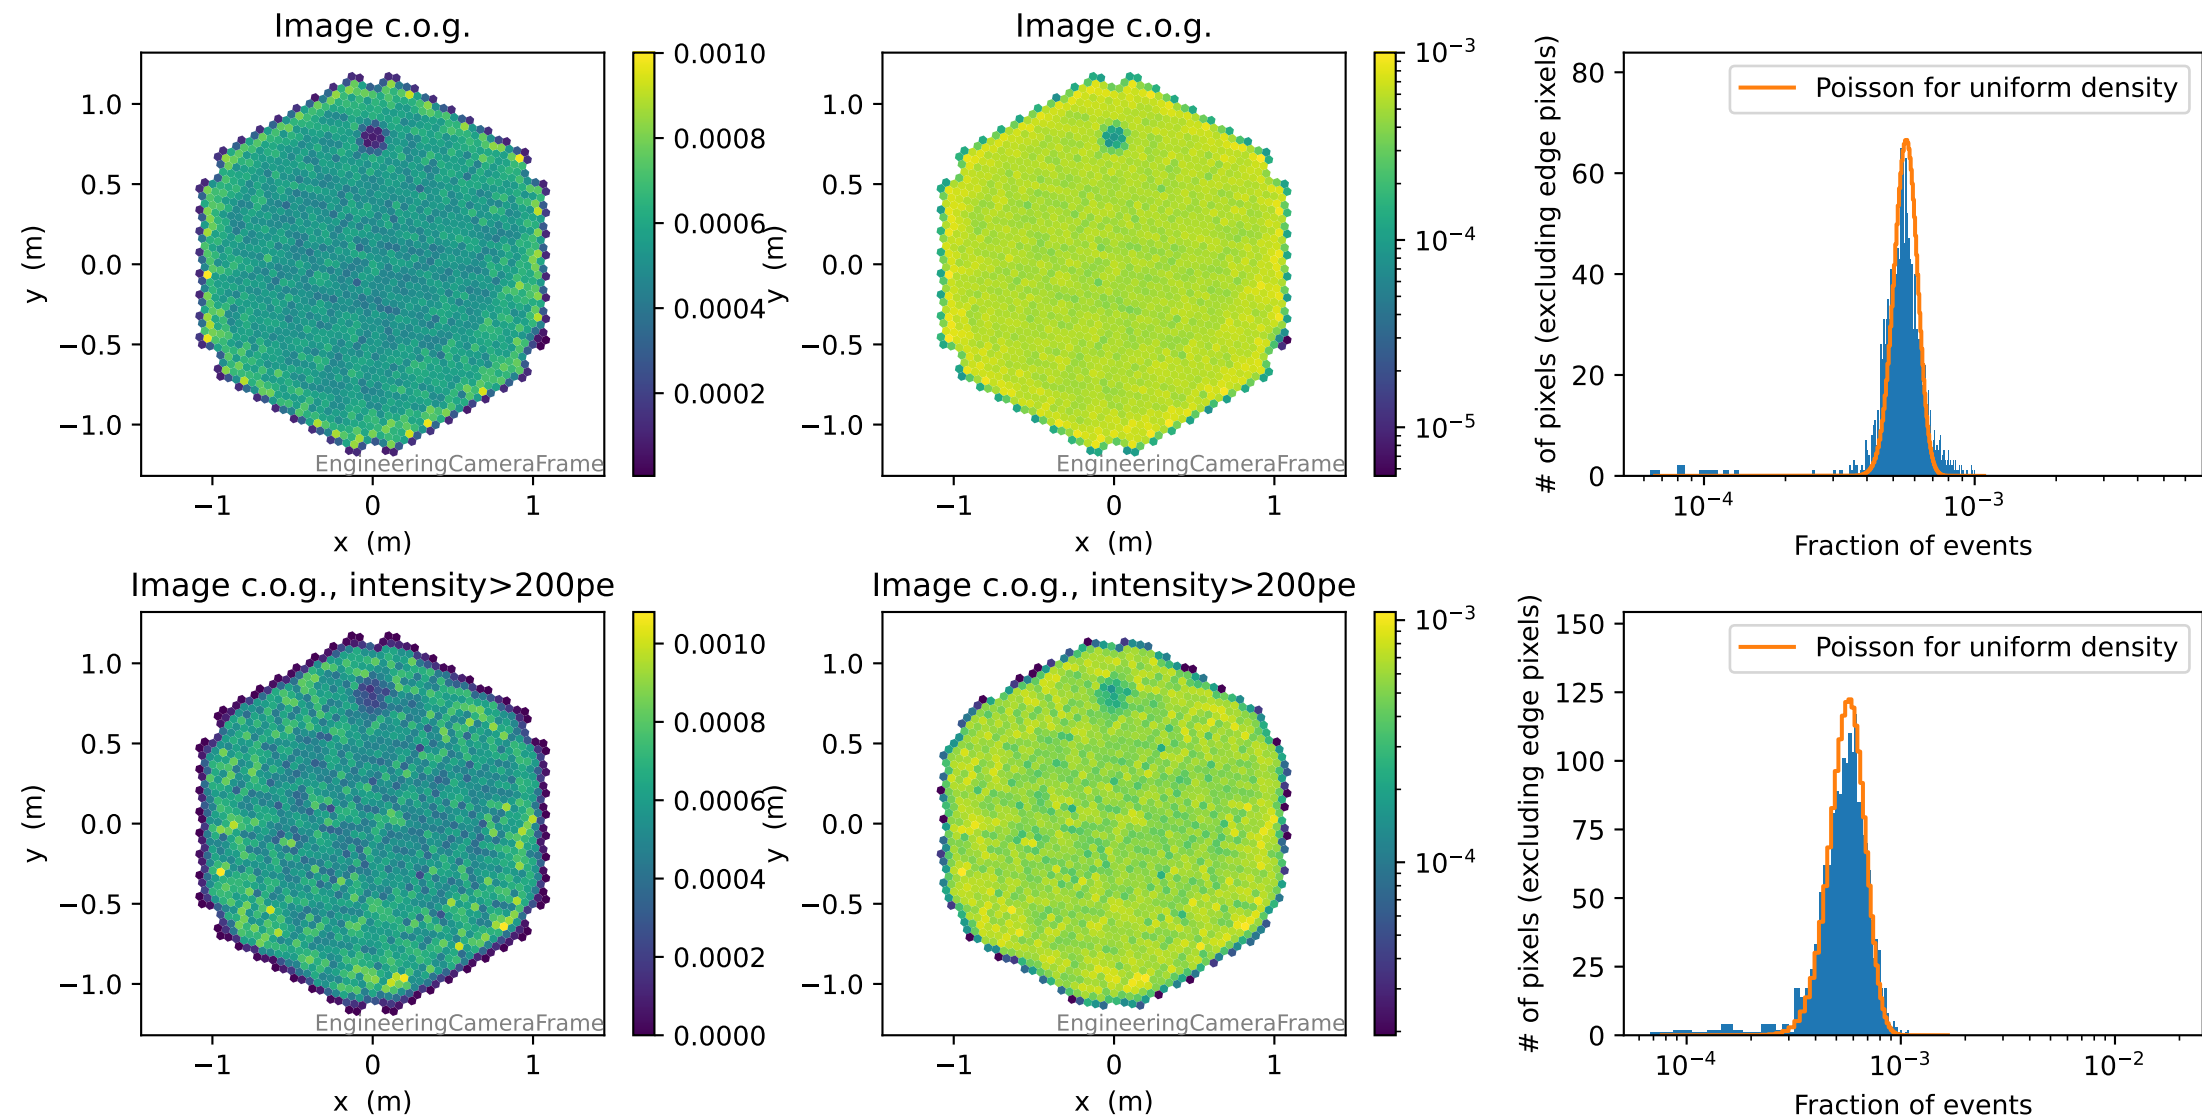 Image c.o.g.
1.0
0.5
0.0
−0.5
−1.0
y (m)
−1
0
1
x (m)
EngineeringCameraFrame
0.0010
0.0008
0.0006
0.0004
0.0002
Image c.o.g.
1.0
0.5
0.0
−0.5
−1.0
y (m)
−1
0
1
x (m)
EngineeringCameraFrame
10⁻³
10⁻⁴
10⁻⁵
Poisson for uniform density
80
60
40
20
0
# of pixels (excluding edge pixels)
10⁻⁴
10⁻³
Fraction of events
Image c.o.g., intensity>200pe
1.0
0.5
0.0
−0.5
−1.0
y (m)
−1
0
1
x (m)
EngineeringCameraFrame
0.0010
0.0008
0.0006
0.0004
0.0002
0.0000
Image c.o.g., intensity>200pe
1.0
0.5
0.0
−0.5
−1.0
y (m)
−1
0
1
x (m)
EngineeringCameraFrame
10⁻³
10⁻⁴
Poisson for uniform density
150
125
100
75
50
25
0
# of pixels (excluding edge pixels)
10⁻⁴
10⁻³
10⁻²
Fraction of events